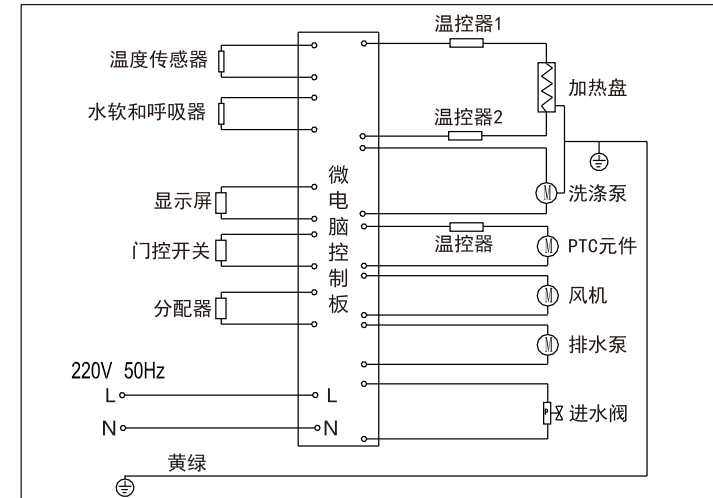 温控器1
温度传感器
加热盘
水软和呼吸器
温控器2
微电脑控制板
显示屏
M 洗涤泵
门控开关
温控器
M PTC元件
分配器
M 风机
M 排水泵
220V 50Hz
L
L
P 进水阀
N
N
黄绿